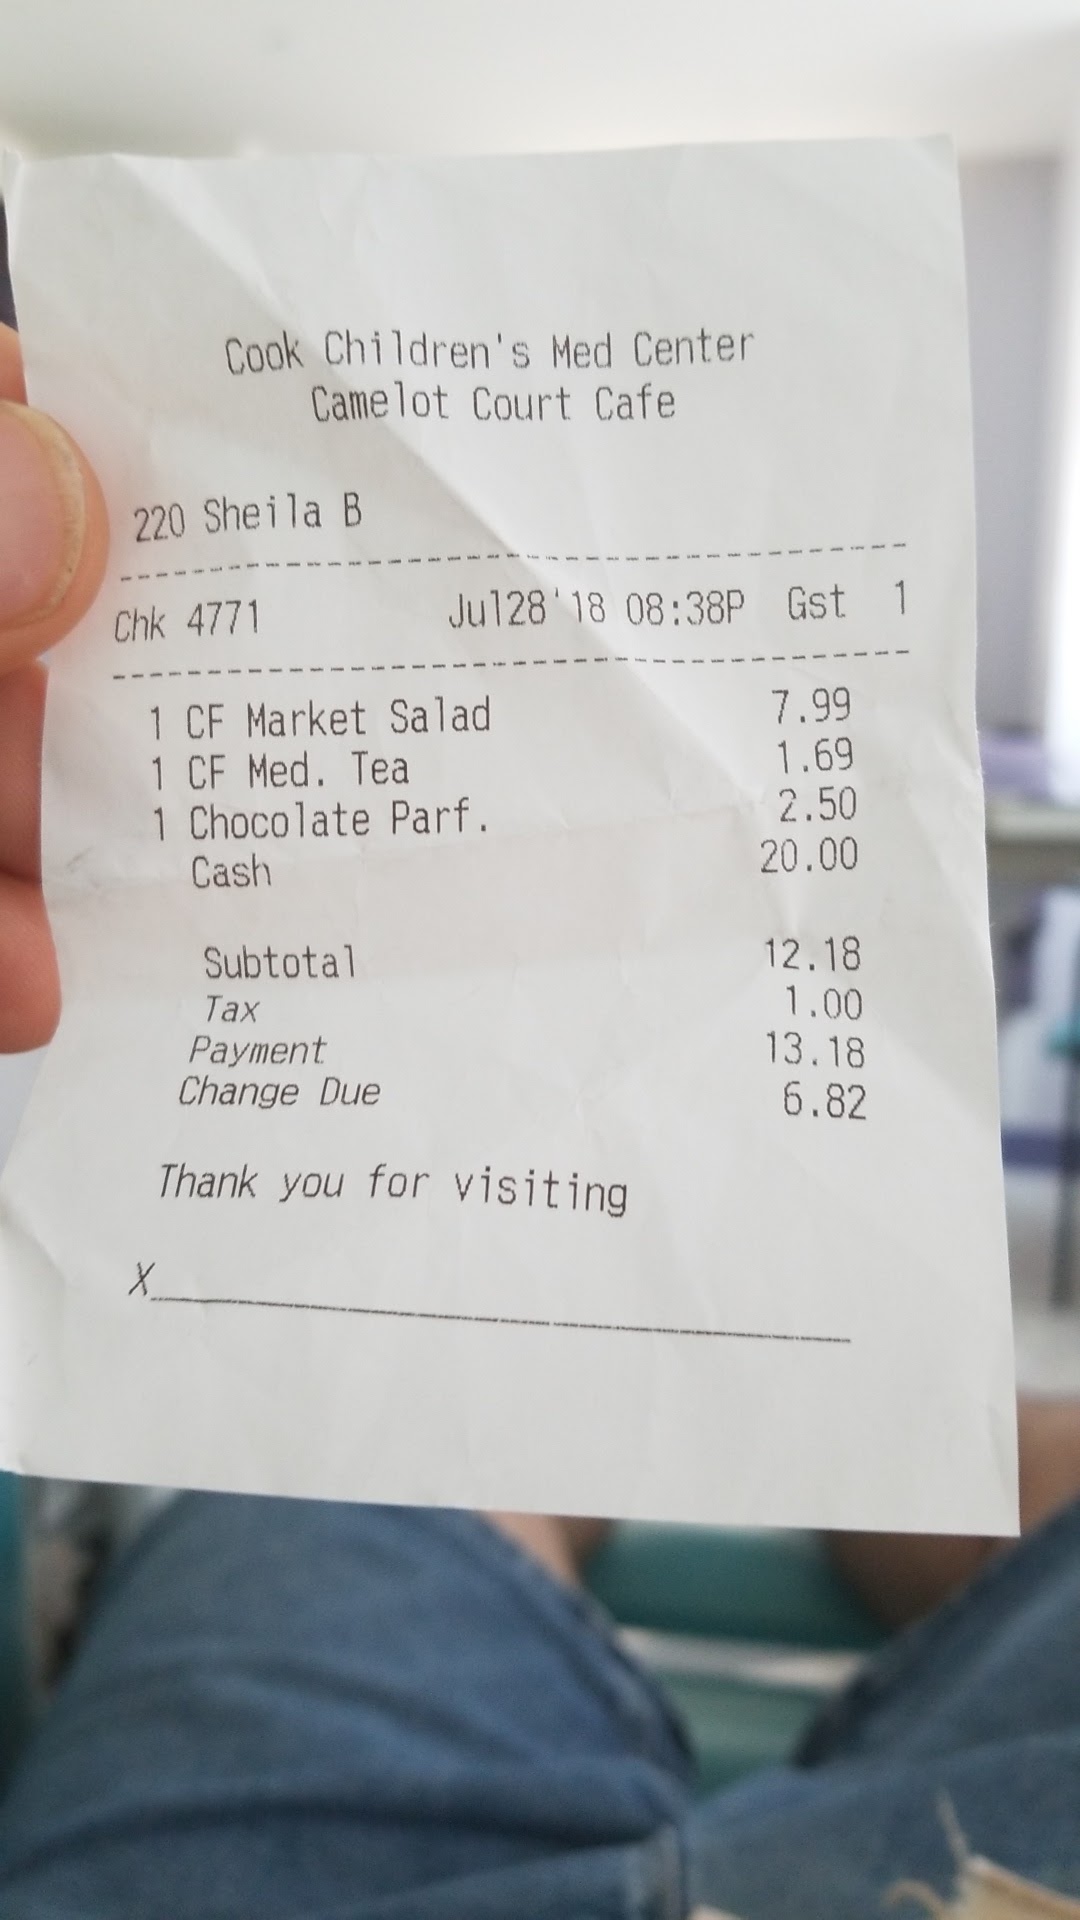 Cook Children's Med Center
Camelot Court Cafe
220 Sheila B
Chk 4771 Jul28'18 08:38P Gst 1
1 CF Market Salad 7.99
1 CF Med. Tea 1.69
1 Chocolate Parf. 2.50
Cash 20.00
Subtotal 12.18
Tax 1.00
Payment 13.18
Change Due 6.82
Thank you for visiting
X